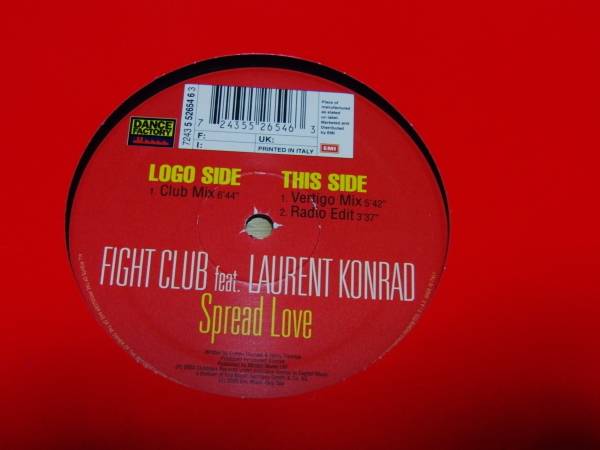 DANCE
FACTORY
7243 5 52654 6 3
7 24355 26546 3
F:
I:
UK:
PRINTED IN ITALY
EMI
Place of
manufacture
as stated
on label.
Marketed and
Distributed
by EMI
LOGO SIDE
1. Club Mix 6'44"
THIS SIDE
1. Vertigo Mix 5'42"
2. Radio Edit 3'37"
FIGHT CLUB feat. LAURENT KONRAD
Spread Love